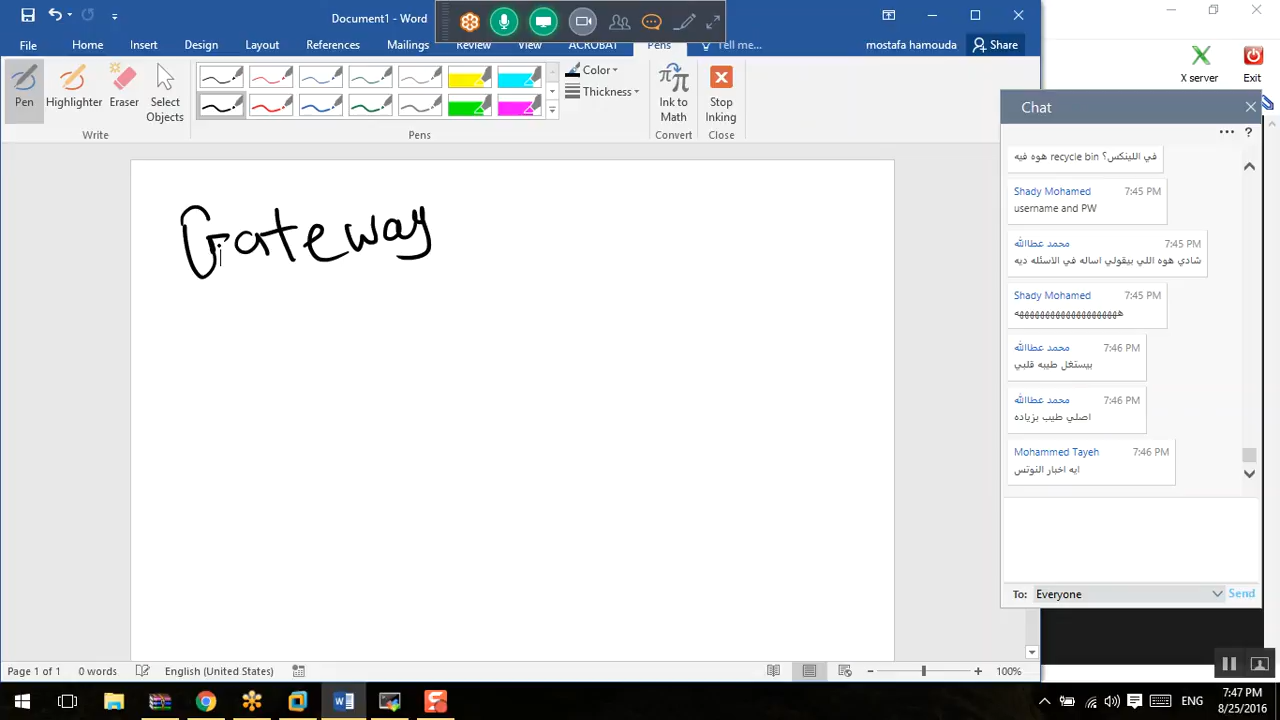 Document1 - Word
File
Home
Insert
Design
Layout
References
Mailings
Review
View
ACROBAT
Pens
Tell me...
mostafa hamouda
Share
Pen
Highlighter
Eraser
Select Objects
Write
Pens
Color
Thickness
Ink to Math
Convert
Stop Inking
Close
X server
Exit
Gateway
Chat
هوه فيه recycle bin في اللينكس؟
Shady Mohamed 7:45 PM
username and PW
محمد عطاالله 7:45 PM
شادي هوه اللي بيقولي اساله في الاسئله ديه
Shady Mohamed 7:45 PM
محمد عطاالله 7:46 PM
بيستغل طيبه قلبي
محمد عطاالله 7:46 PM
اصلي طيب بزياده
Mohammed Tayeh 7:46 PM
ايه اخبار النوتس
To: Everyone Send
Page 1 of 1 0 words English (United States) 100%
ENG 7:47 PM
8/25/2016